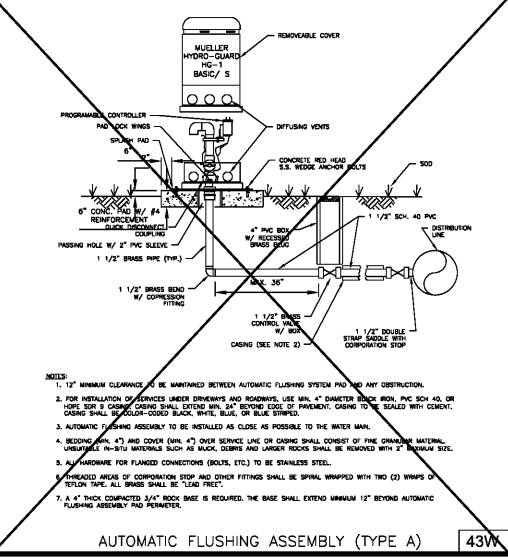 MUELLER
HYDRO-GUARD
HG-1
BASIC/ S
REMOVEABLE COVER
PROGRAMABLE CONTROLLER
PAD LOCK WINGS
SPLASH PAD
DIFFUSING VENTS
6"
CONCRETE RED HEAD
S.S. WEDGE ANCHOR BOLTS
SOD
6" CONC. PAD W/ #4
REINFORCEMENT
QUICK DISCONNECT
COUPLING
PASSING HOLE W/ 2" PVC SLEEVE
1 1/2" BRASS PIPE (TYP.)
4" PVC BOX
W/ RECESSED
BRASS PLUG
1 1/2" SCH. 40 PVC
DISTRIBUTION
LINE
MAX. 36"
1 1/2" BRASS BEND
W/ COPRESSION
FITTING
1 1/2" BRASS
CONTROL VALVE
W/ BOX
CASING (SEE NOTE 2)
1 1/2" DOUBLE
STRAP SADDLE WITH
CORPORATION STOP
NOTES:
1. 12" MINIMUM CLEARANCE TO BE MAINTAINED BETWEEN AUTOMATIC FLUSHING SYSTEM PAD AND ANY OBSTRUCTION.
2. FOR INSTALLATION OF SERVICES UNDER DRIVEWAYS AND ROADWAYS, USE MIN. 4" DIAMETER BLACK IRON, PVC SCH 40, OR
HDPE SDR 9 CASING. CASING SHALL EXTEND MIN. 24" BEYOND EDGE OF PAVEMENT. CASING TO BE SEALED WITH CEMENT.
CASING SHALL BE COLOR-CODED BLACK, WHITE, BLUE, OR BLUE STRIPED.
3. AUTOMATIC FLUSHING ASSEMBLY TO BE INSTALLED AS CLOSE AS POSSIBLE TO THE WATER MAIN.
4. BEDDING (MIN. 4") AND COVER (MIN. 4") OVER SERVICE LINE OR CASING SHALL CONSIST OF FINE GRANULAR MATERIAL.
UNSUITABLE IN-SITU MATERIALS SUCH AS MUCK, DEBRIS AND LARGER ROCKS SHALL BE REMOVED WITH 2" MAXIMUM SIZE.
5. ALL HARDWARE FOR FLANGED CONNECTIONS (BOLTS, ETC.) TO BE STAINLESS STEEL.
6. THREADED AREAS OF CORPORATION STOP AND OTHER FITTINGS SHALL BE SPIRAL WRAPPED WITH TWO (2) WRAPS OF
TEFLON TAPE. ALL BRASS SHALL BE "LEAD FREE".
7. A 4" THICK COMPACTED 3/4" ROCK BASE IS REQUIRED. THE BASE SHALL EXTEND MINIMUM 12" BEYOND AUTOMATIC
FLUSHING ASSEMBLY PAD PERIMETER.
AUTOMATIC FLUSHING ASSEMBLY (TYPE A)
43W